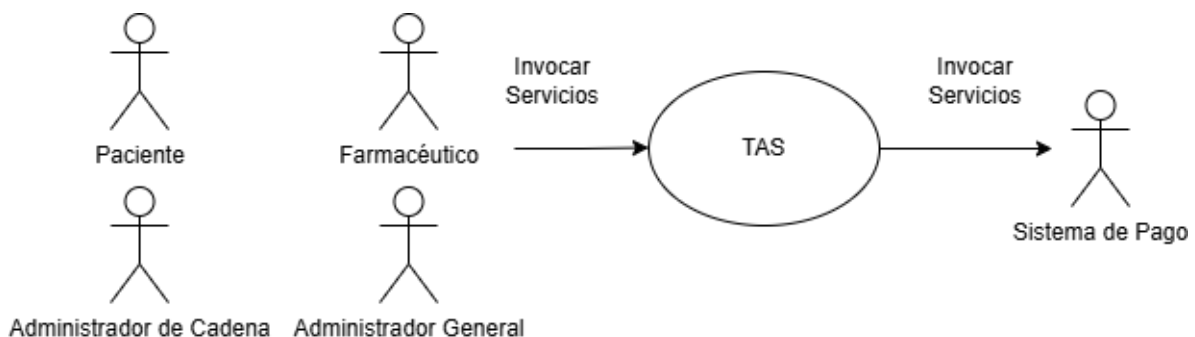 Invocar
Servicios
Invocar
Servicios
TAS
Paciente
Farmacéutico
Sistema de Pago
Administrador de Cadena
Administrador General